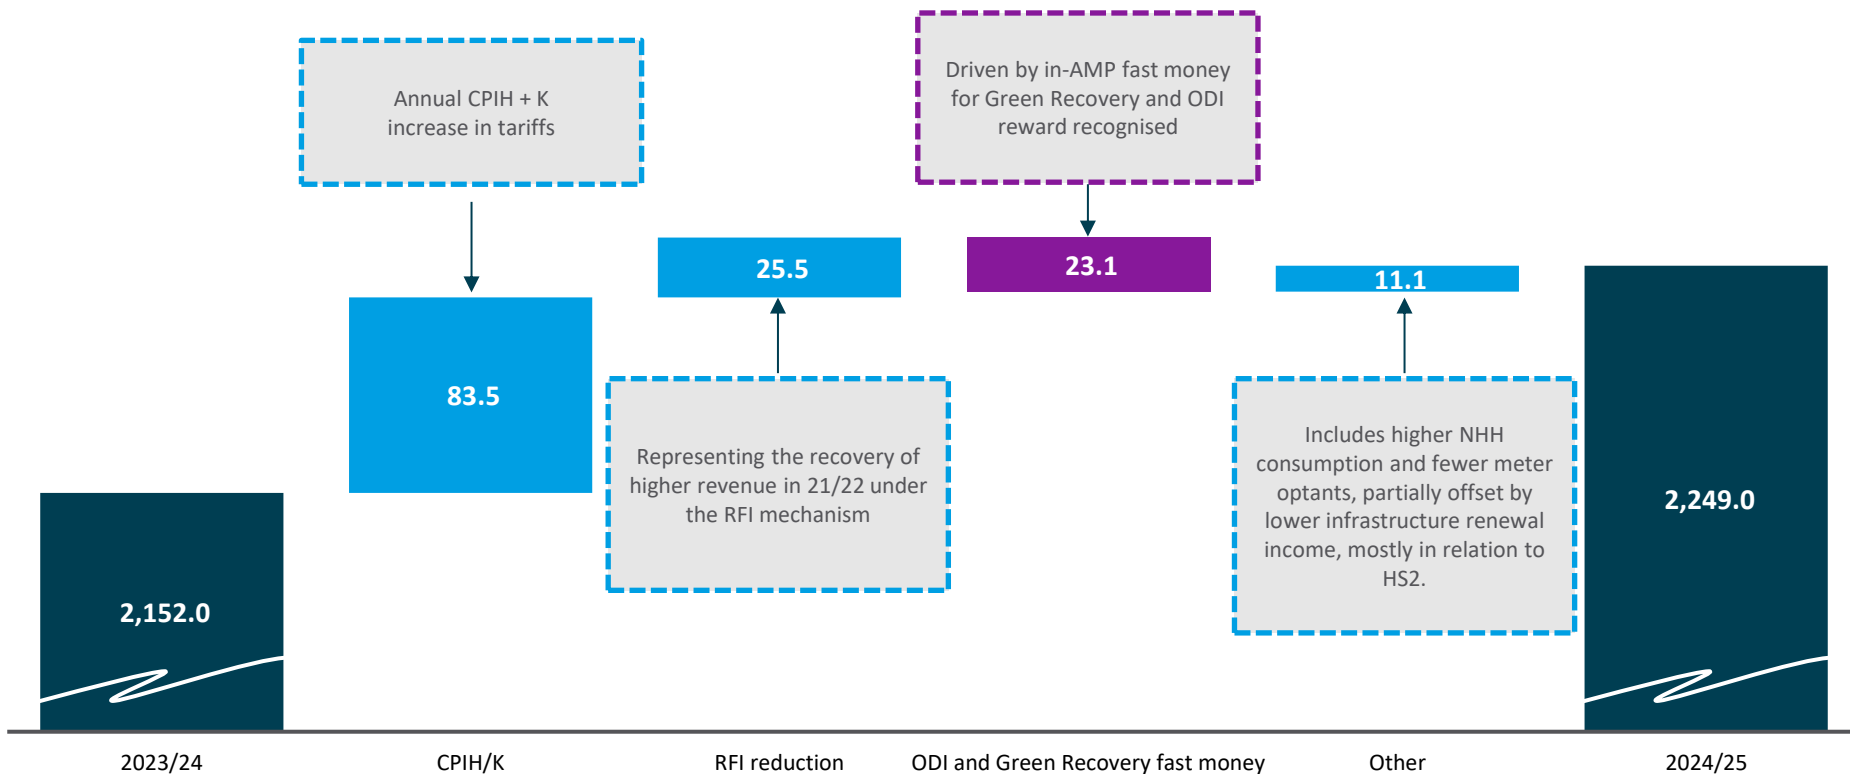 Annual CPIH + K
increase in tariffs
Driven by in-AMP fast money
for Green Recovery and ODI
reward recognised
25.5
23.1
11.1
83.5
Representing the recovery of
higher revenue in 21/22 under
the RFI mechanism
Includes higher NHH
consumption and fewer meter
optants, partially offset by
lower infrastructure renewal
income, mostly in relation to
HS2.
2,152.0
2,249.0
2023/24
CPIH/K
RFI reduction
ODI and Green Recovery fast money
Other
2024/25